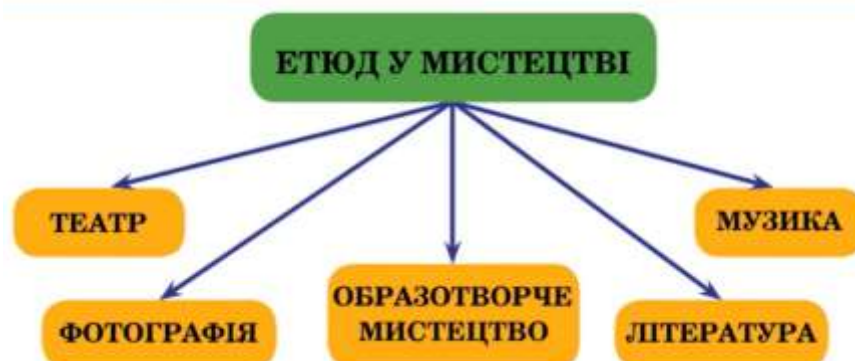 ЕТЮД У МИСТЕЦТВІ
ТЕАТР
МУЗИКА
ФОТОГРАФІЯ
ОБРАЗОТВОРЧЕ
МИСТЕЦТВО
ЛІТЕРАТУРА